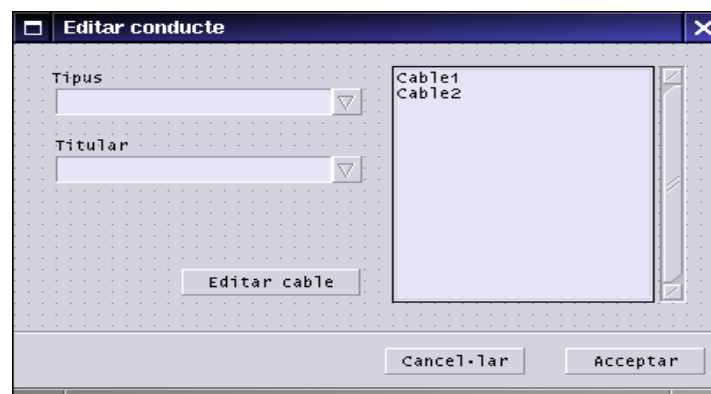 Editar conducte
Tipus
Titular
Editar cable
Cable1
Cable2
Cancel·lar
Acceptar